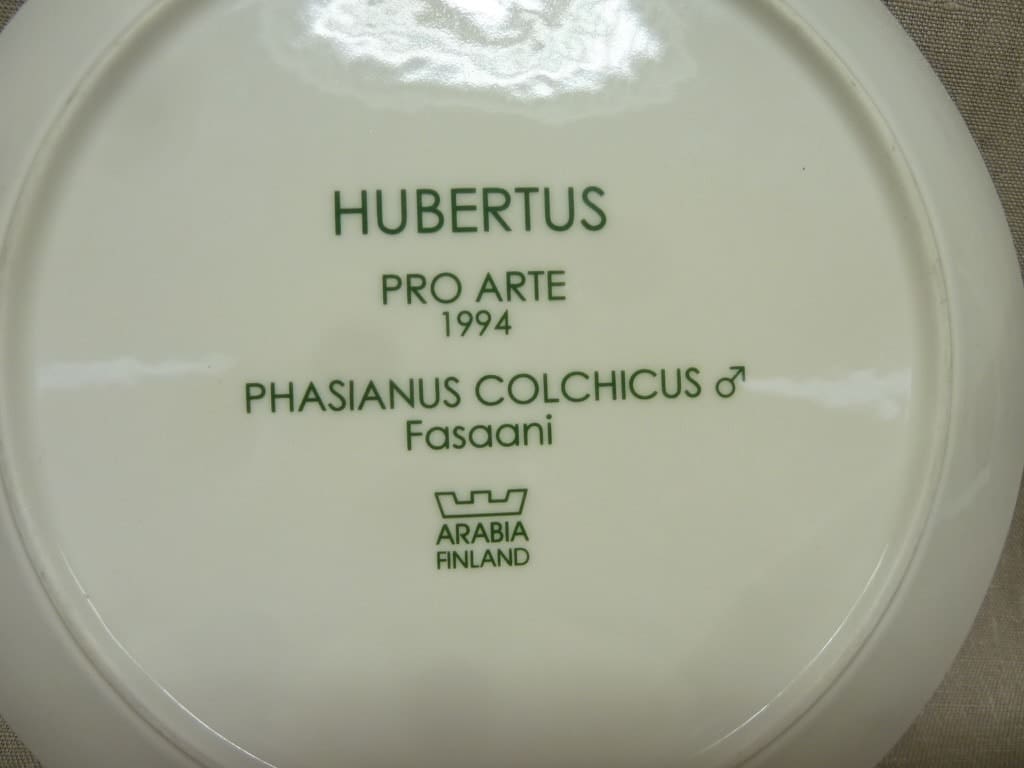 HUBERTUS
PRO ARTE
1994
PHASIANUS COLCHICUS ♂
Fasaani
ARABIA
FINLAND